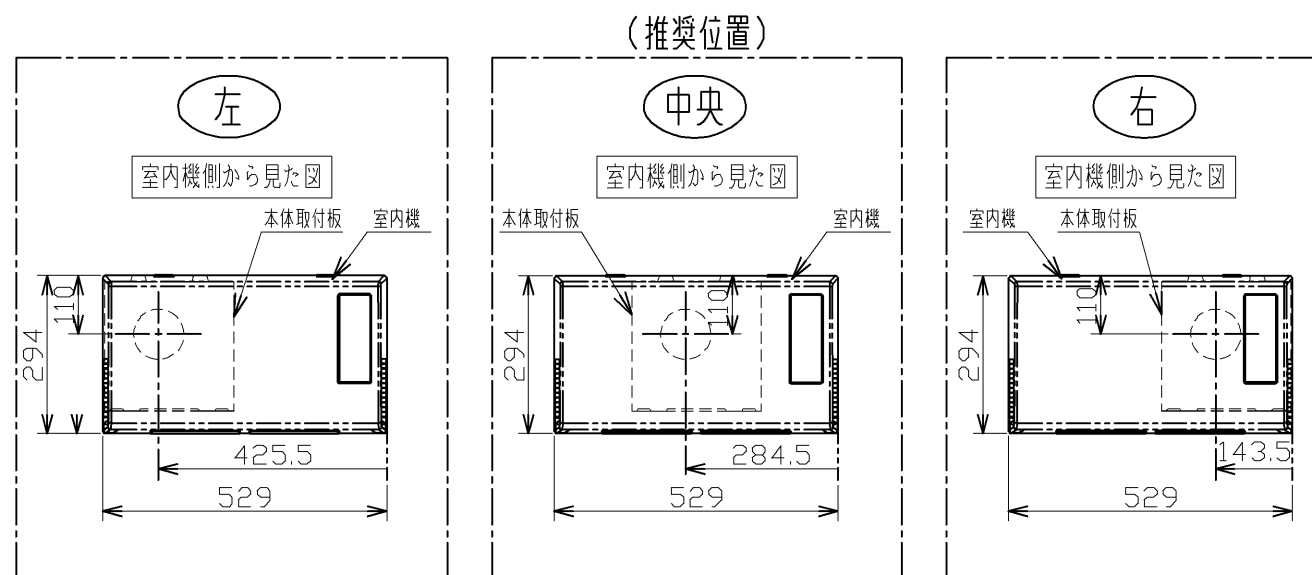 （推奨位置）
左
室内機側から見た図
本体取付板
室内機
110
294
425.5
529
中央
室内機側から見た図
本体取付板
室内機
110
294
284.5
529
右
室内機側から見た図
室内機
本体取付板
110
294
143.5
529